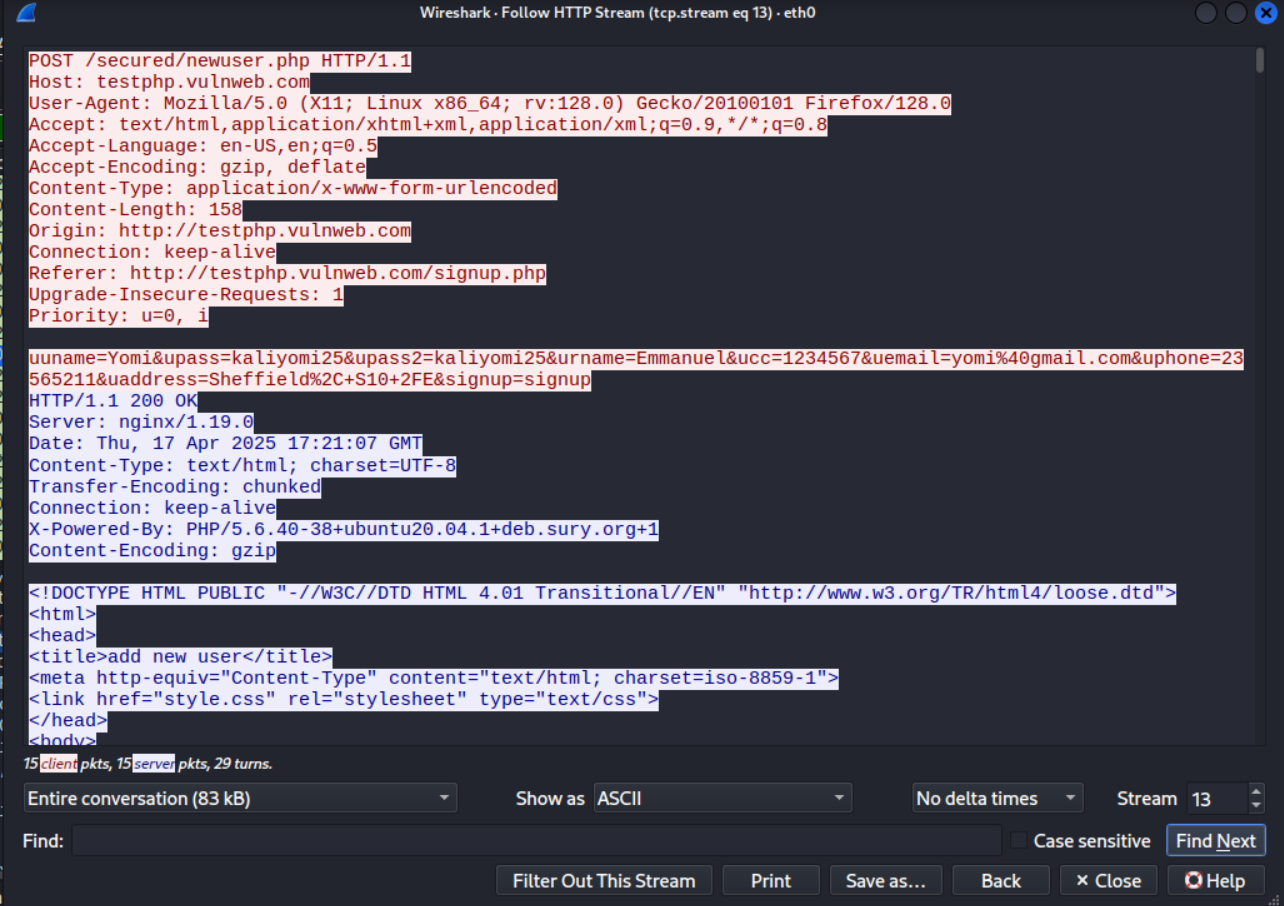 Wireshark · Follow HTTP Stream (tcp.stream eq 13) · eth0
POST /secured/newuser.php HTTP/1.1
Host: testphp.vulnweb.com
User-Agent: Mozilla/5.0 (X11; Linux x86_64; rv:128.0) Gecko/20100101 Firefox/128.0
Accept: text/html,application/xhtml+xml,application/xml;q=0.9,*/*;q=0.8
Accept-Language: en-US,en;q=0.5
Accept-Encoding: gzip, deflate
Content-Type: application/x-www-form-urlencoded
Content-Length: 158
Origin: http://testphp.vulnweb.com
Connection: keep-alive
Referer: http://testphp.vulnweb.com/signup.php
Upgrade-Insecure-Requests: 1
Priority: u=0, i
uuname=Yomi&upass=kaliyomi25&upass2=kaliyomi25&urname=Emmanuel&ucc=1234567&uemail=yomi%40gmail.com&uphone=23
565211&uaddress=Sheffield%2C+S10+2FE&signup=signup
HTTP/1.1 200 OK
Server: nginx/1.19.0
Date: Thu, 17 Apr 2025 17:21:07 GMT
Content-Type: text/html; charset=UTF-8
Transfer-Encoding: chunked
Connection: keep-alive
X-Powered-By: PHP/5.6.40-38+ubuntu20.04.1+deb.sury.org+1
Content-Encoding: gzip
<!DOCTYPE HTML PUBLIC "-//W3C//DTD HTML 4.01 Transitional//EN" "http://www.w3.org/TR/html4/loose.dtd">
<html>
<head>
<title>add new user</title>
<meta http-equiv="Content-Type" content="text/html; charset=iso-8859-1">
<link href="style.css" rel="stylesheet" type="text/css">
</head>
<body>
15 client pkts, 15 server pkts, 29 turns.
Entire conversation (83 kB) Show as ASCII No delta times Stream 13
Find: Case sensitive Find Next
Filter Out This Stream Print Save as... Back × Close Help